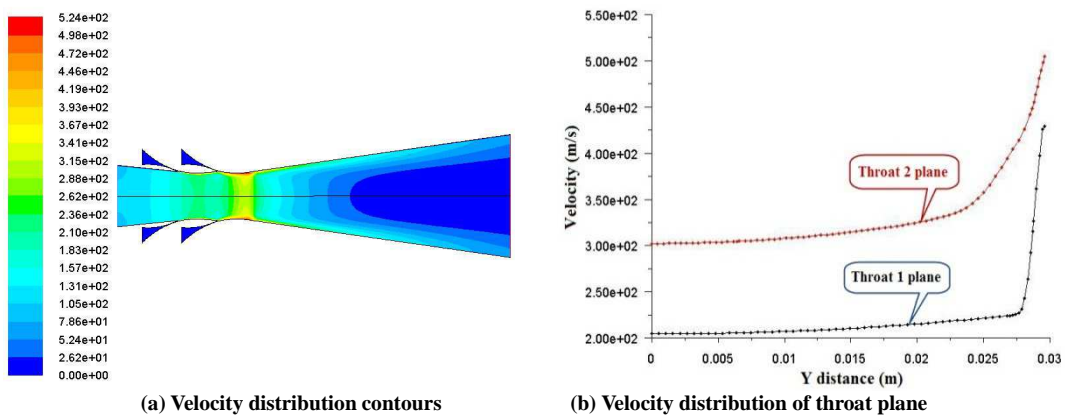 5.24e+02
4.98e+02
4.72e+02
4.46e+02
4.19e+02
3.93e+02
3.67e+02
3.41e+02
3.15e+02
2.88e+02
2.62e+02
2.36e+02
2.10e+02
1.83e+02
1.57e+02
1.31e+02
1.05e+02
7.86e+01
5.24e+01
2.62e+01
0.00e+00
(a) Velocity distribution contours
5.50e+02
5.00e+02
4.50e+02
4.00e+02
3.50e+02
3.00e+02
2.50e+02
2.00e+02
Velocity (m/s)
Throat 2 plane
Throat 1 plane
0 0.005 0.01 0.015 0.02 0.025 0.03
Y distance (m)
(b) Velocity distribution of throat plane